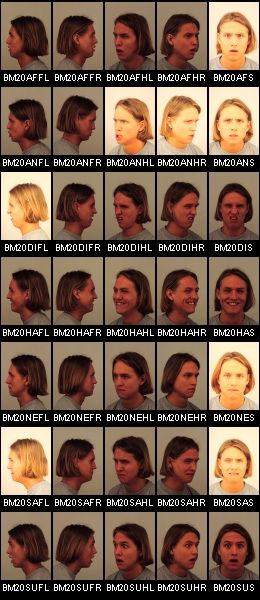 BM20AFFL BM20AFFR BM20AFHL BM20AFHR BM20AFS
BM20ANFL BM20ANFR BM20ANHL BM20ANHR BM20ANS
BM20DIFL BM20DIFR BM20DIHL BM20DIHR BM20DIS
BM20HAFL BM20HAFR BM20HAHL BM20HAHR BM20HAS
BM20NEFL BM20NEFR BM20NEHL BM20NEHR BM20NES
BM20SAFL BM20SAFR BM20SAHL BM20SAHR BM20SAS
BM20SUFL BM20SUFR BM20SUHL BM20SUHR BM20SUS